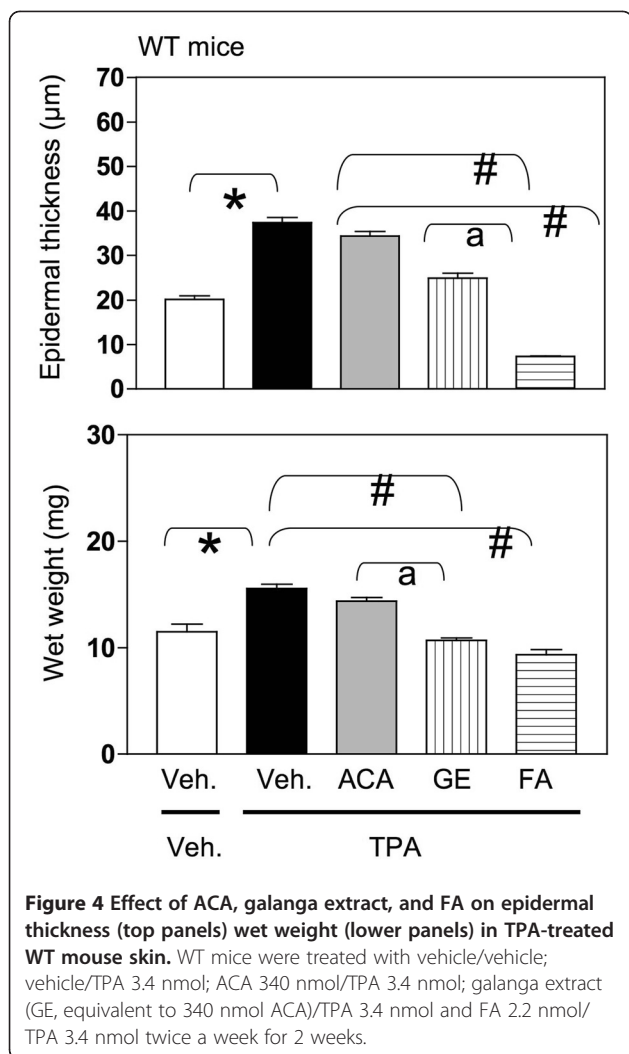 WT mice
Epidermal thickness (µm)
70
60
50
40
30
20
10
0
*
#
#
a
Wet weight (mg)
30
20
10
0
*
#
#
a
Veh. Veh. ACA GE FA
Veh. TPA
Figure 4 Effect of ACA, galanga extract, and FA on epidermal
thickness (top panels) wet weight (lower panels) in TPA-treated
WT mouse skin. WT mice were treated with vehicle/vehicle;
vehicle/TPA 3.4 nmol; ACA 340 nmol/TPA 3.4 nmol; galanga extract
(GE, equivalent to 340 nmol ACA)/TPA 3.4 nmol and FA 2.2 nmol/
TPA 3.4 nmol twice a week for 2 weeks.